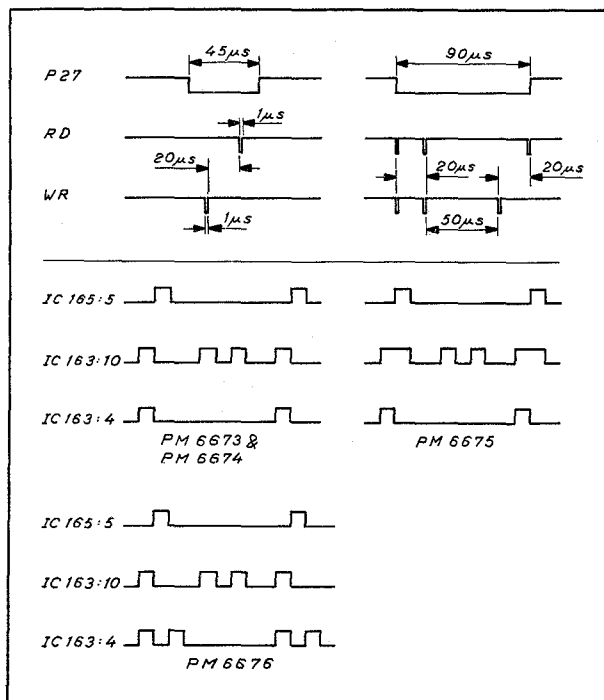 45µs 90µs
P27
1µs
RD
20µs 20µs 20µs
WR
1µs 50µs
IC 165:5
IC 163:10
IC 163:4
PM 6673 & PM 6675
PM 6674
IC 165:5
IC 163:10
IC 163:4
PM 6676